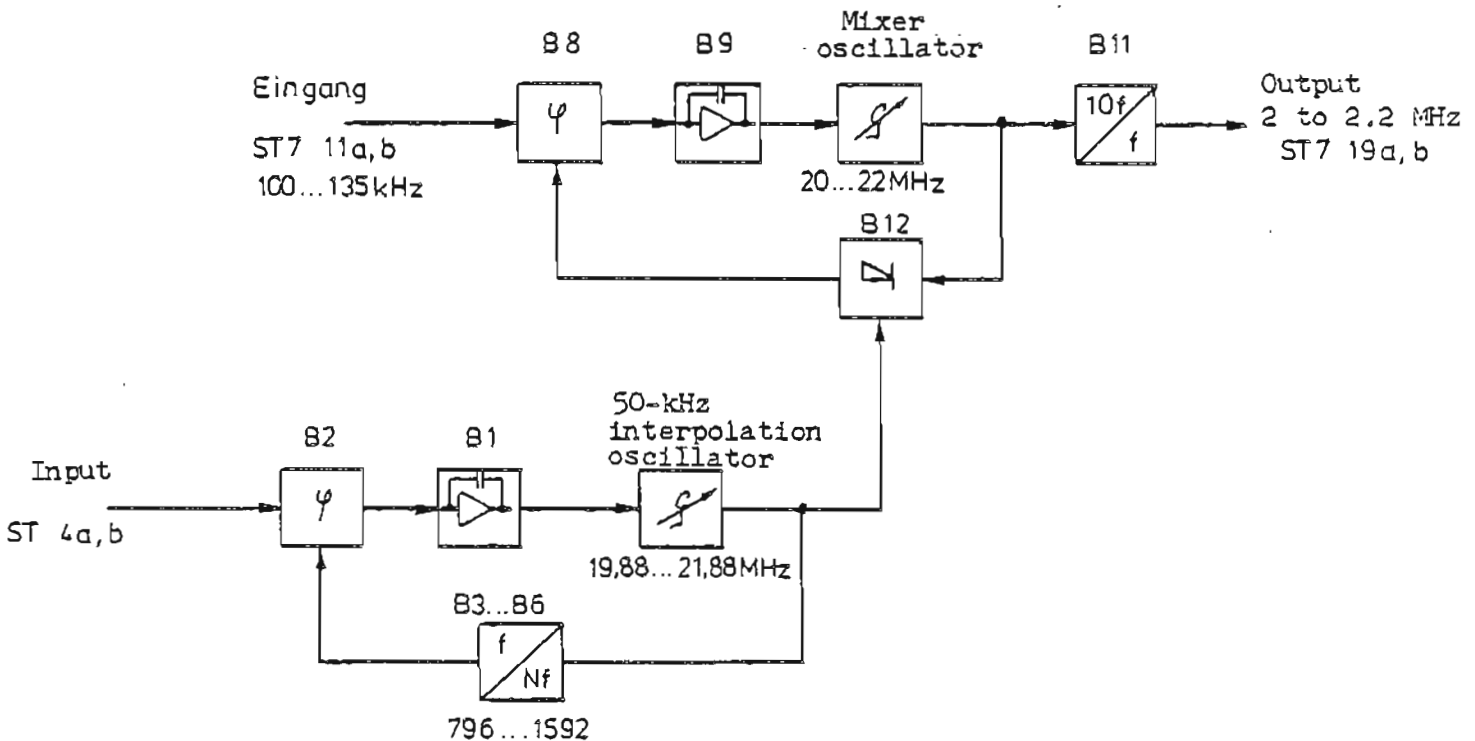 Mixer
oscillator
B8
B9
B11
Eingang
ST7 11a,b
100...135kHz
φ
20...22MHz
10f
f
Output
2 to 2.2 MHz
ST7 19a,b
B12
50-kHz
interpolation
oscillator
B2
B1
Input
ST 4a,b
φ
19,88...21,88MHz
B3...B6
f
Nf
796...1592